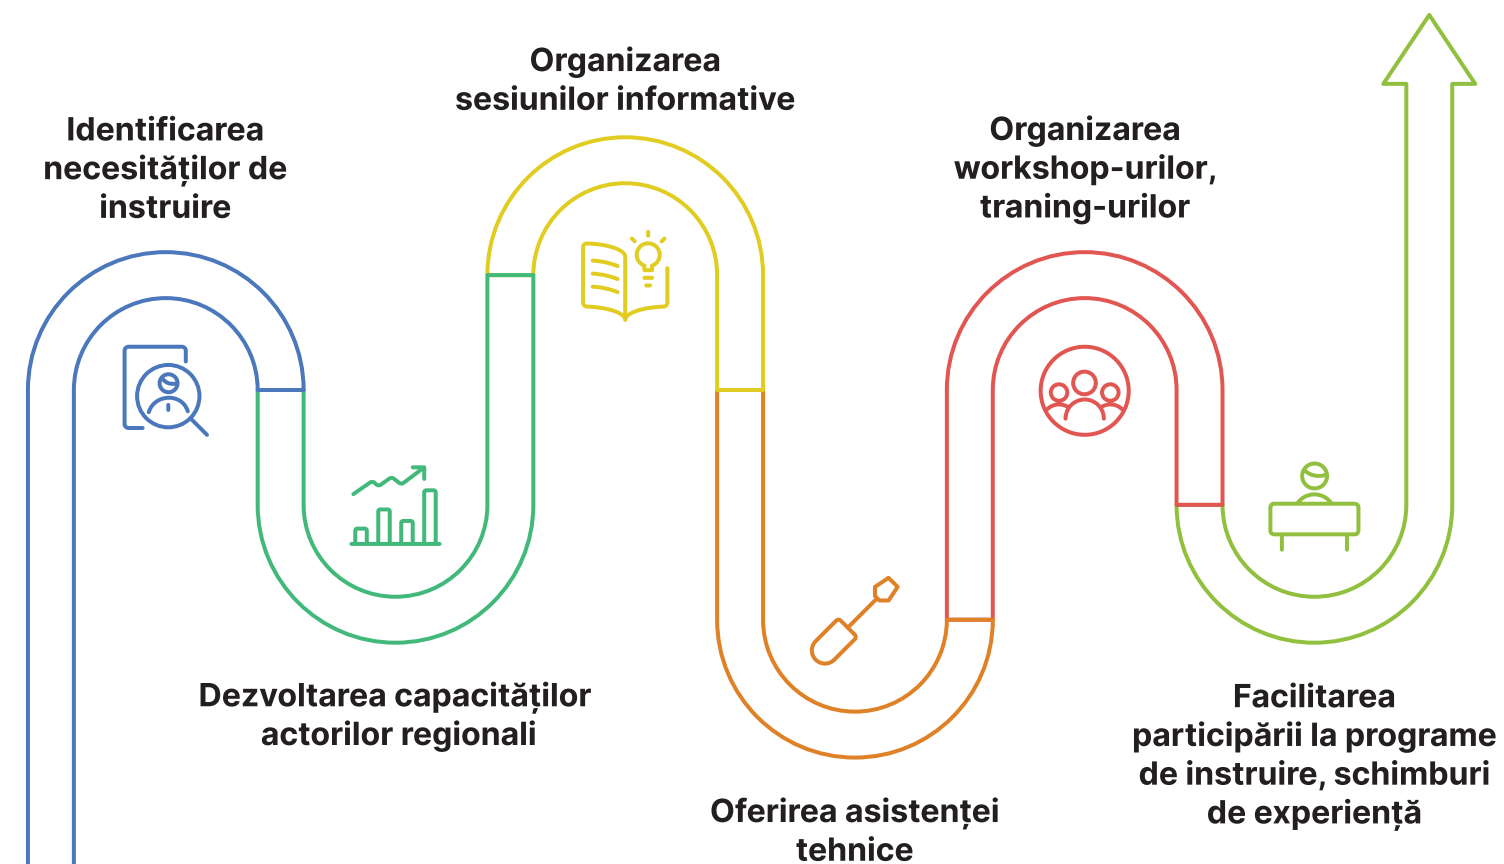 Identificarea
necesităților de
instruire
Dezvoltarea capacităților
actorilor regionali
Organizarea
sesiunilor informative
Oferirea asistenței
tehnice
Organizarea
workshop-urilor,
traning-urilor
Facilitarea
participării la programe
de instruire, schimburi
de experiență